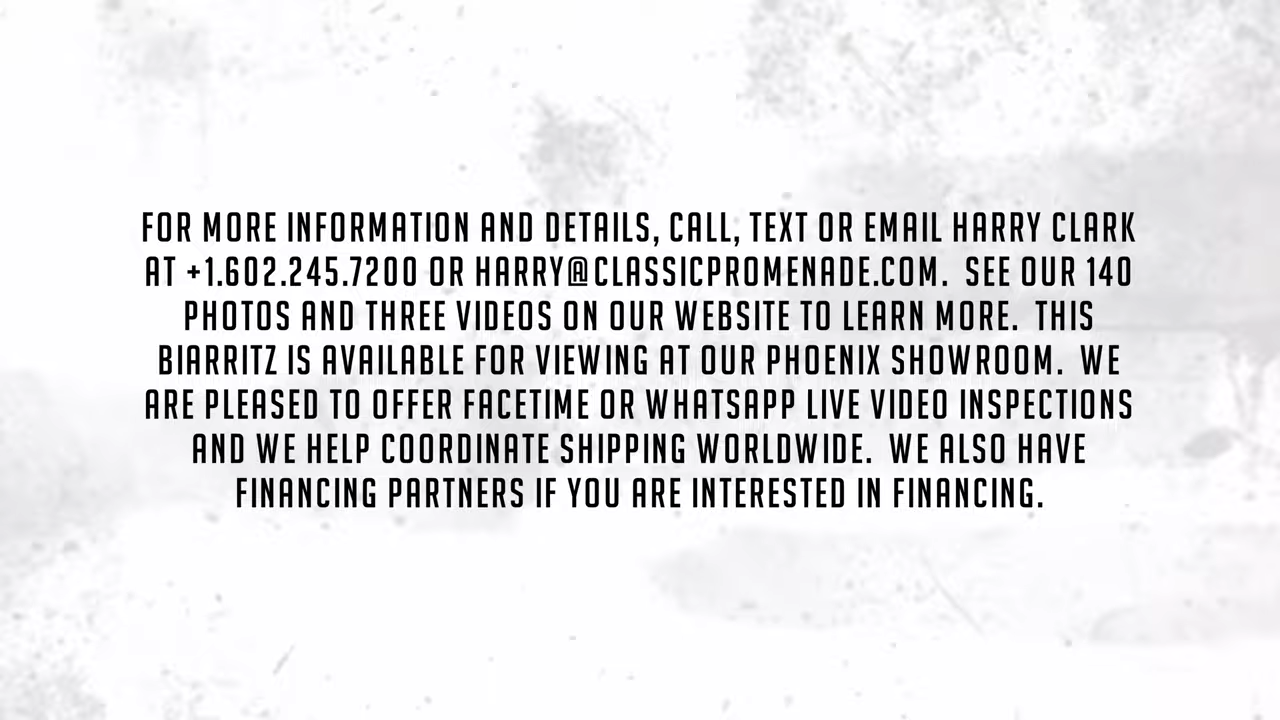 FOR MORE INFORMATION AND DETAILS, CALL, TEXT OR EMAIL HARRY CLARK
AT +1.602.245.7200 OR HARRY@CLASSICPROMENADE.COM.  SEE OUR 140
PHOTOS AND THREE VIDEOS ON OUR WEBSITE TO LEARN MORE.  THIS
BIARRITZ IS AVAILABLE FOR VIEWING AT OUR PHOENIX SHOWROOM.  WE
ARE PLEASED TO OFFER FACETIME OR WHATSAPP LIVE VIDEO INSPECTIONS
AND WE HELP COORDINATE SHIPPING WORLDWIDE.  WE ALSO HAVE
FINANCING PARTNERS IF YOU ARE INTERESTED IN FINANCING.